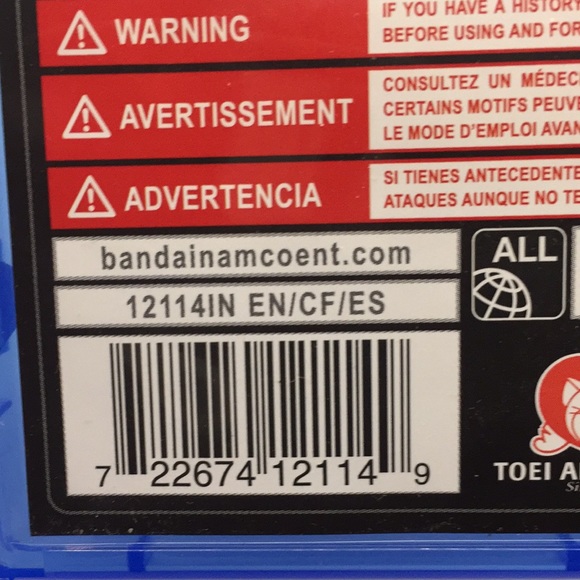 WARNING
IF YOU HAVE A HISTORY
BEFORE USING AND FOR
AVERTISSEMENT
CONSULTEZ UN MÉDEC
CERTAINS MOTIFS PEUV
LE MODE D'EMPLOI AVAN
ADVERTENCIA
SI TIENES ANTECEDENTE
ATAQUES AUNQUE NO TE
bandainamcoent.com
ALL
12114IN EN/CF/ES
7 22674 12114 9
TOEI A